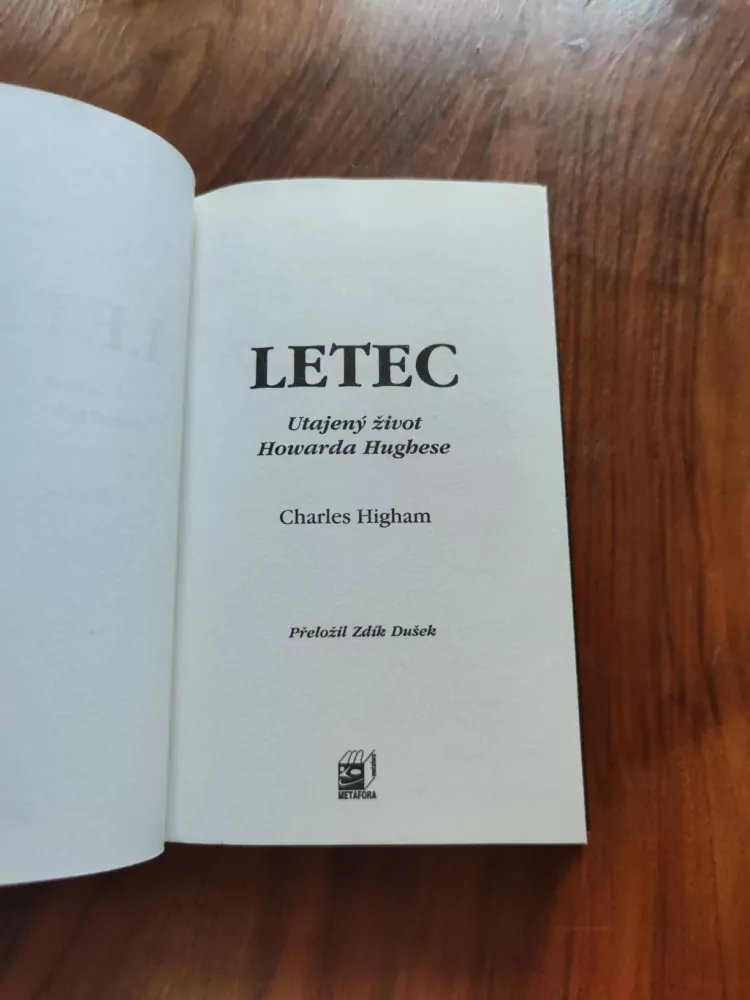 LETEC
Utajený život
Howarda Hughese
Charles Higham
Přeložil Zdík Dušek
METAFORA